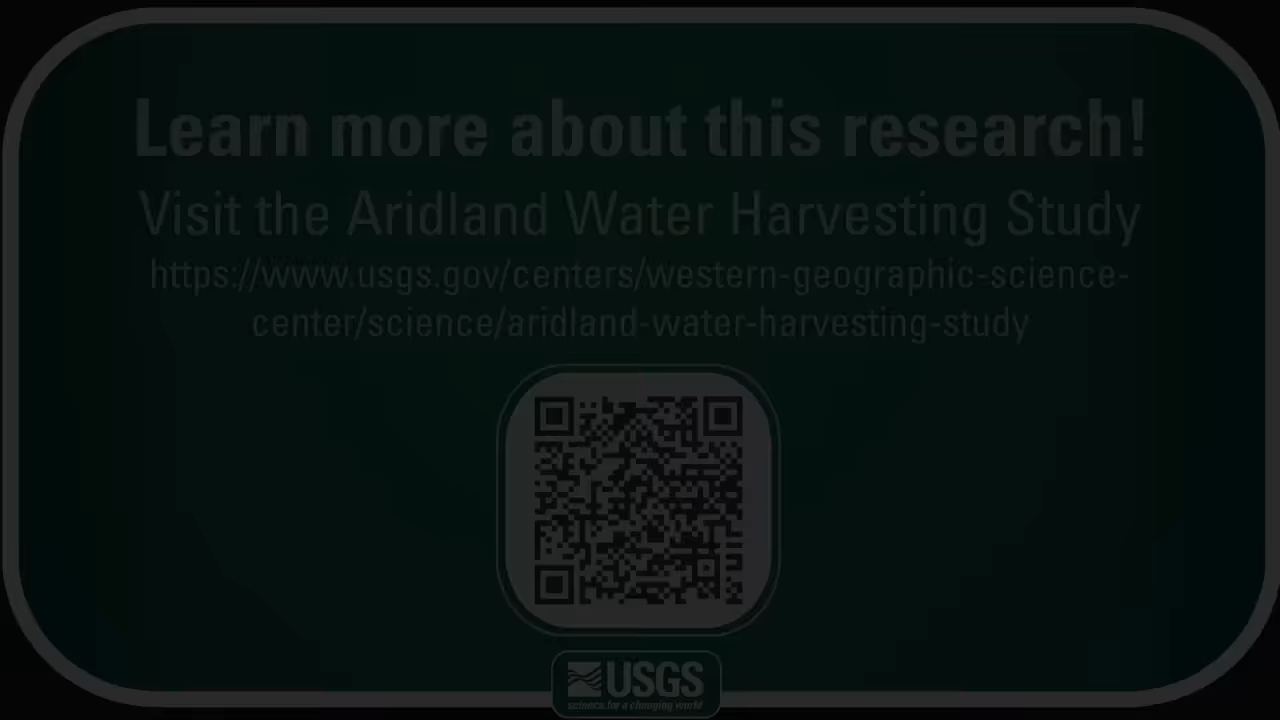 Learn more about this research!
Visit the Aridland Water Harvesting Study
https://www.usgs.gov/centers/western-geographic-science-
center/science/aridland-water-harvesting-study
USGS
science for a changing world